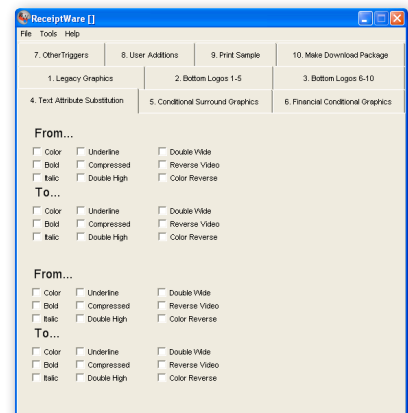 ReceiptWare []
File Tools Help
7. OtherTriggers 8. User Additions 9. Print Sample 10. Make Download Package
1. Legacy Graphics 2. Bottom Logos 1-5 3. Bottom Logos 6-10
4. Text Attribute Substitution 5. Conditional Surround Graphics 6. Financial Conditional Graphics
From...
Color Underline Double Wide
Bold Compressed Reverse Video
Italic Double High Color Reverse
To...
Color Underline Double Wide
Bold Compressed Reverse Video
Italic Double High Color Reverse
From...
Color Underline Double Wide
Bold Compressed Reverse Video
Italic Double High Color Reverse
To...
Color Underline Double Wide
Bold Compressed Reverse Video
Italic Double High Color Reverse